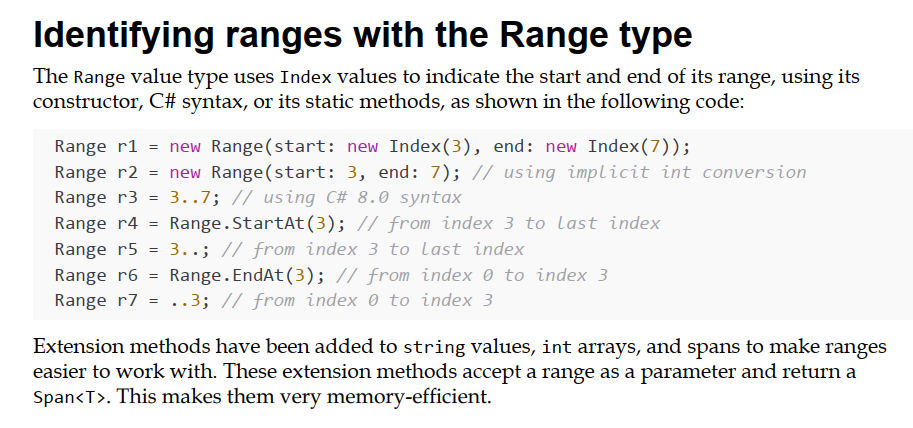 Identifying ranges with the Range type
The Range value type uses Index values to indicate the start and end of its range, using its
constructor, C# syntax, or its static methods, as shown in the following code:
Range r1 = new Range(start: new Index(3), end: new Index(7));
Range r2 = new Range(start: 3, end: 7); // using implicit int conversion
Range r3 = 3..7; // using C# 8.0 syntax
Range r4 = Range.StartAt(3); // from index 3 to last index
Range r5 = 3..; // from index 3 to last index
Range r6 = Range.EndAt(3); // from index 0 to index 3
Range r7 = ..3; // from index 0 to index 3
Extension methods have been added to string values, int arrays, and spans to make ranges
easier to work with. These extension methods accept a range as a parameter and return a
Span<T>. This makes them very memory-efficient.